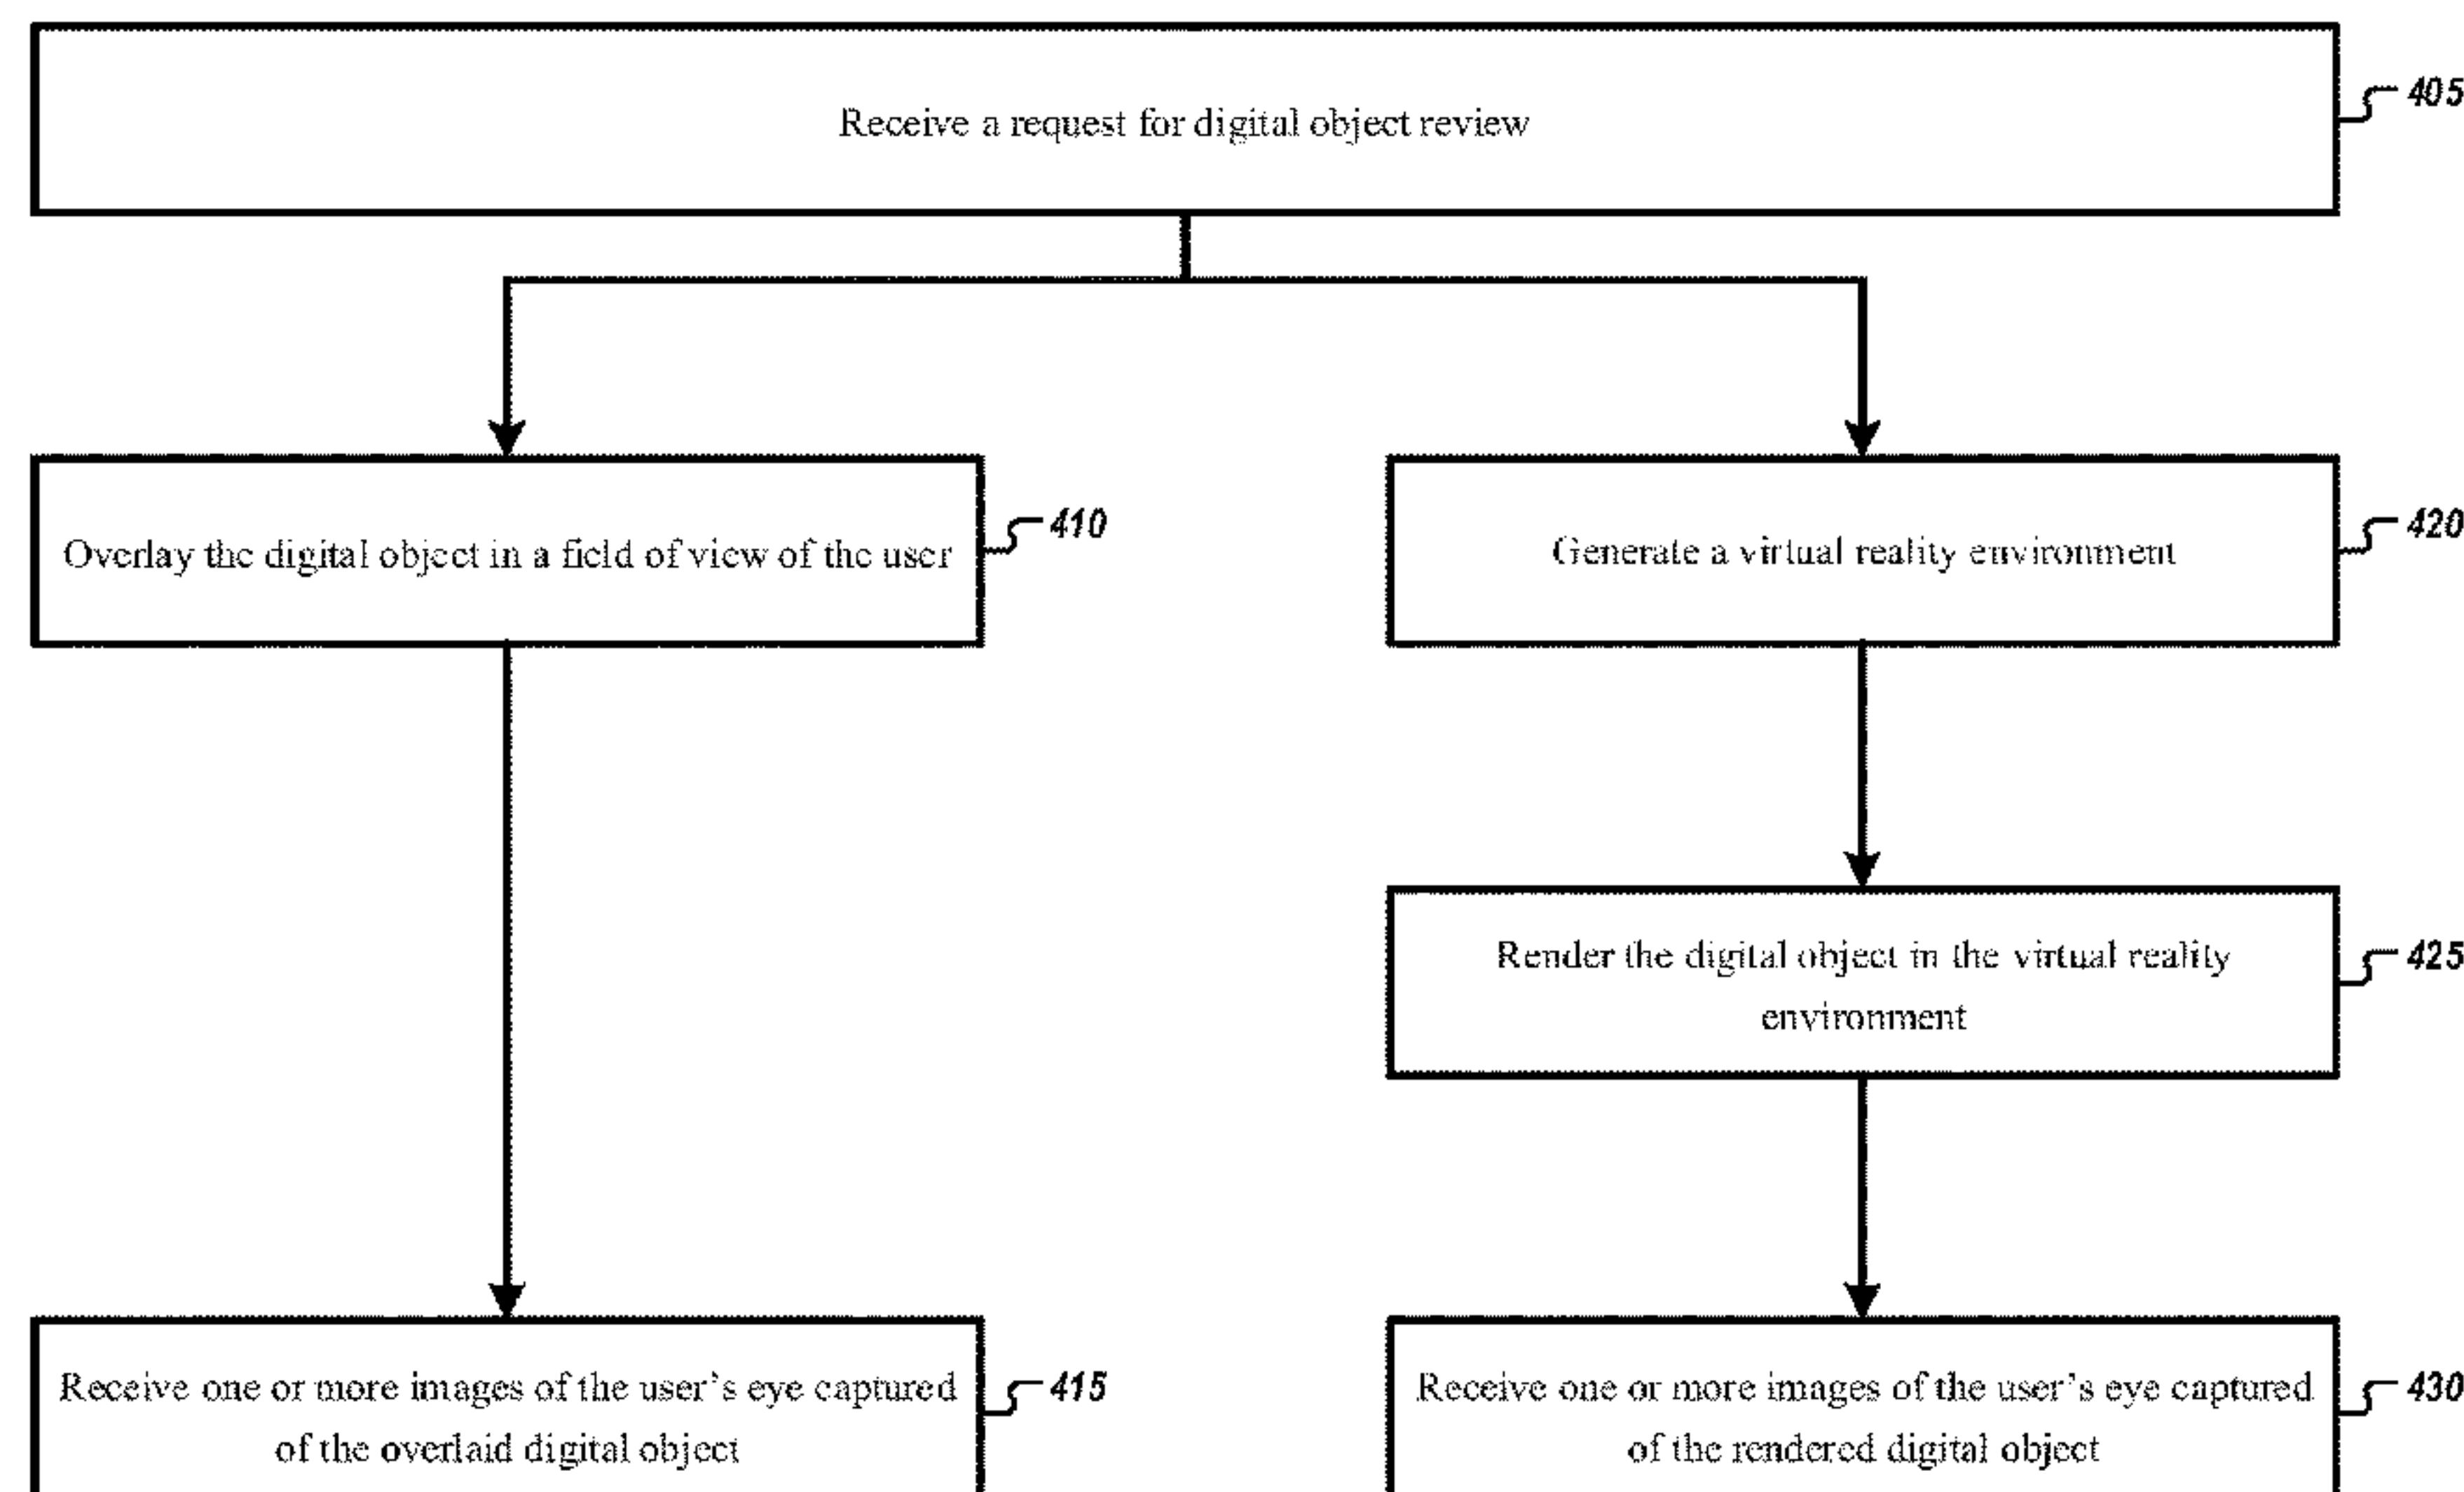 Receive a request for digital object review
405
Overlay the digital object in a field of view of the user
410
Generate a virtual reality environment
420
Render the digital object in the virtual reality
environment
425
Receive one or more images of the user's eye captured
of the overlaid digital object
415
Receive one or more images of the user's eye captured
of the rendered digital object
430